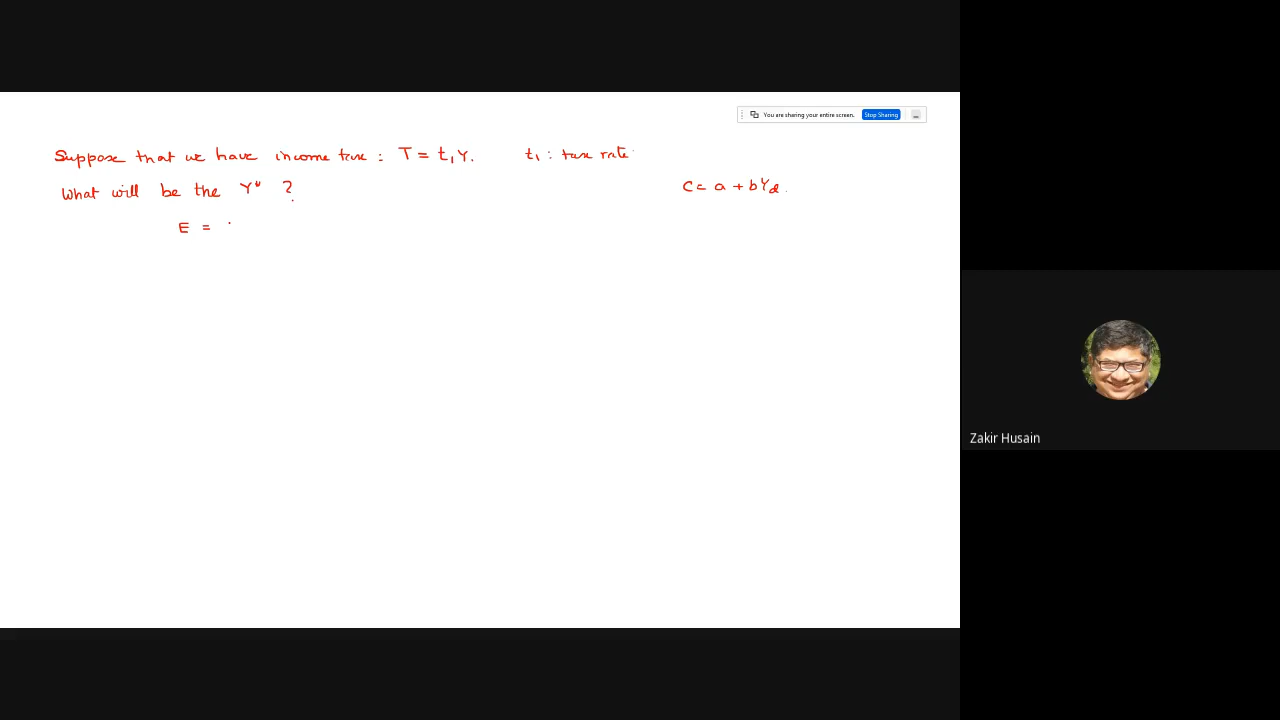 You are sharing your entire screen. Stop Sharing
Suppose that we have income tax : T = t₁Y. t₁ : tax rate
What will be the Y* ? C = a + bYd.
E =
Zakir Husain